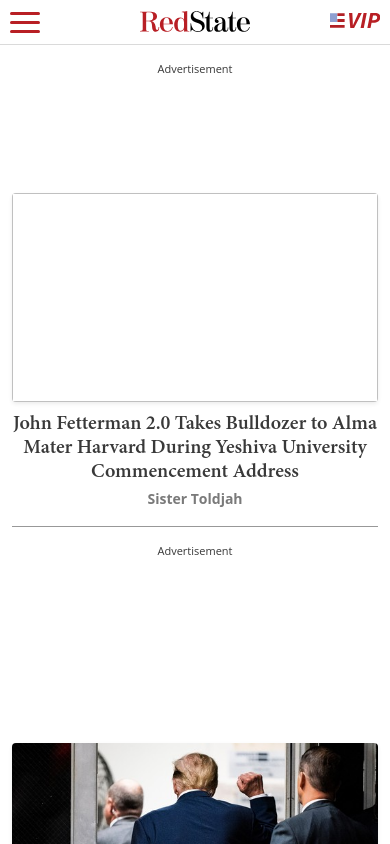 RedState
VIP
Advertisement
John Fetterman 2.0 Takes Bulldozer to Alma
Mater Harvard During Yeshiva University
Commencement Address
Sister Toldjah
Advertisement